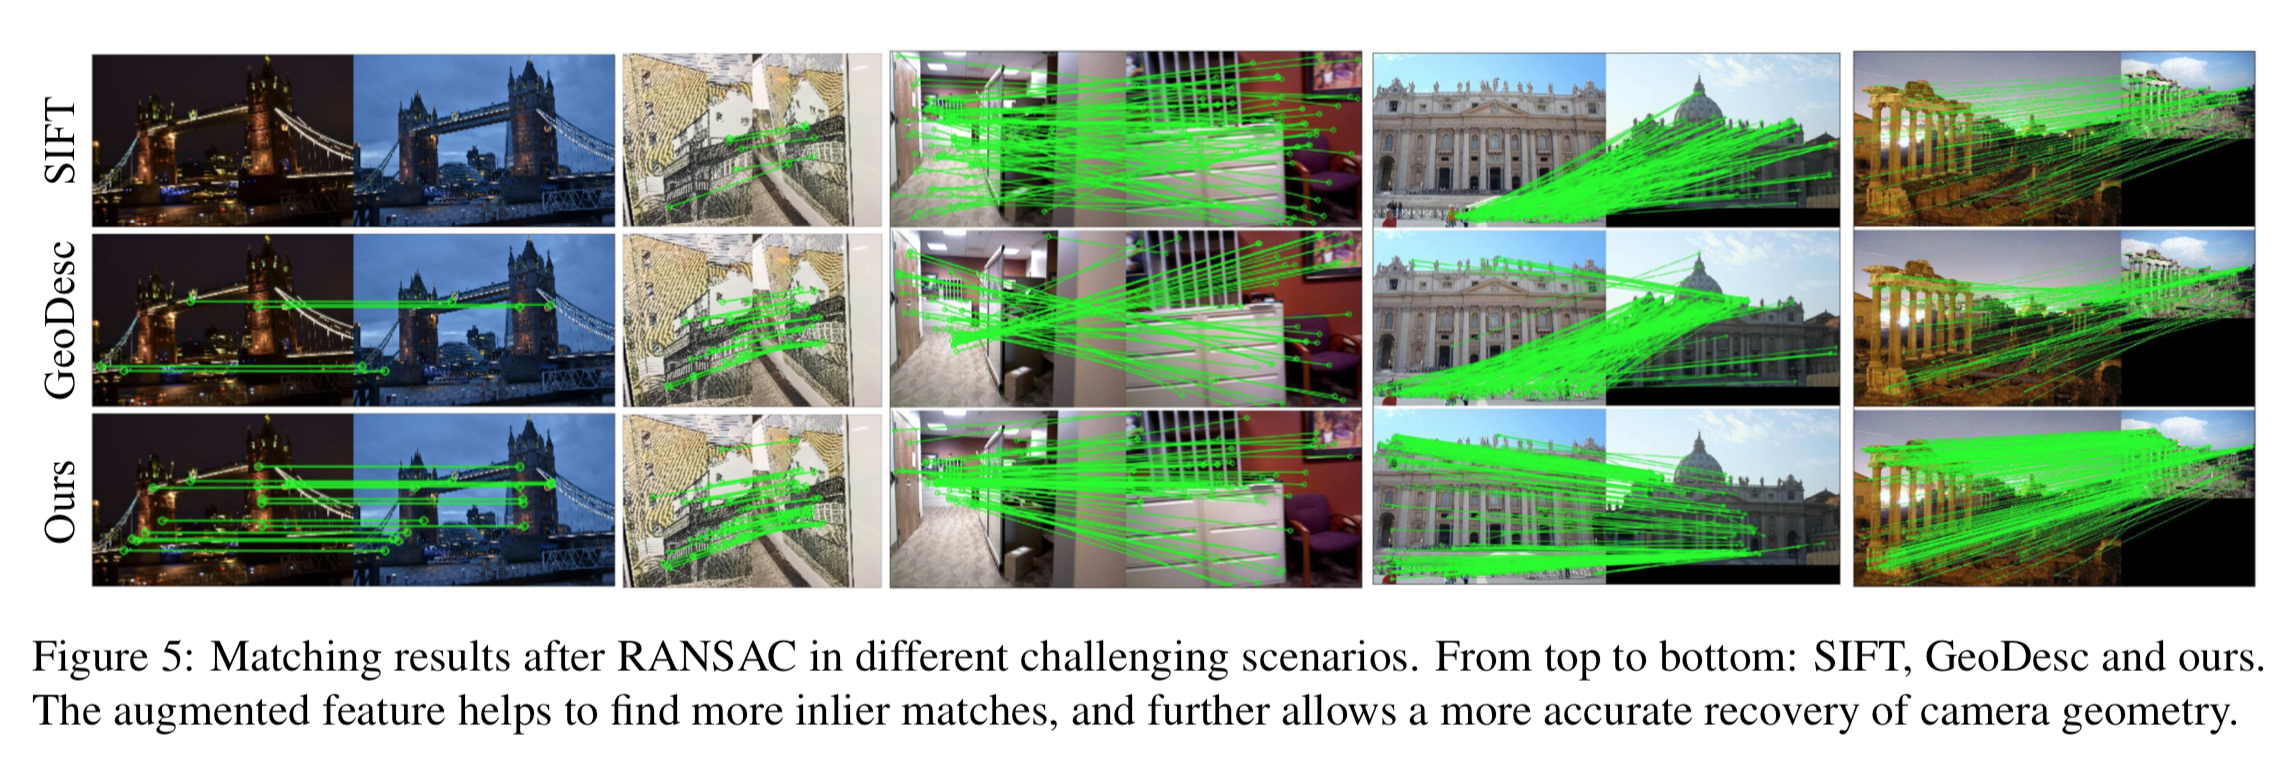 SIFT
GeoDesc
Ours
Figure 5: Matching results after RANSAC in different challenging scenarios. From top to bottom: SIFT, GeoDesc and ours.
The augmented feature helps to find more inlier matches, and further allows a more accurate recovery of camera geometry.